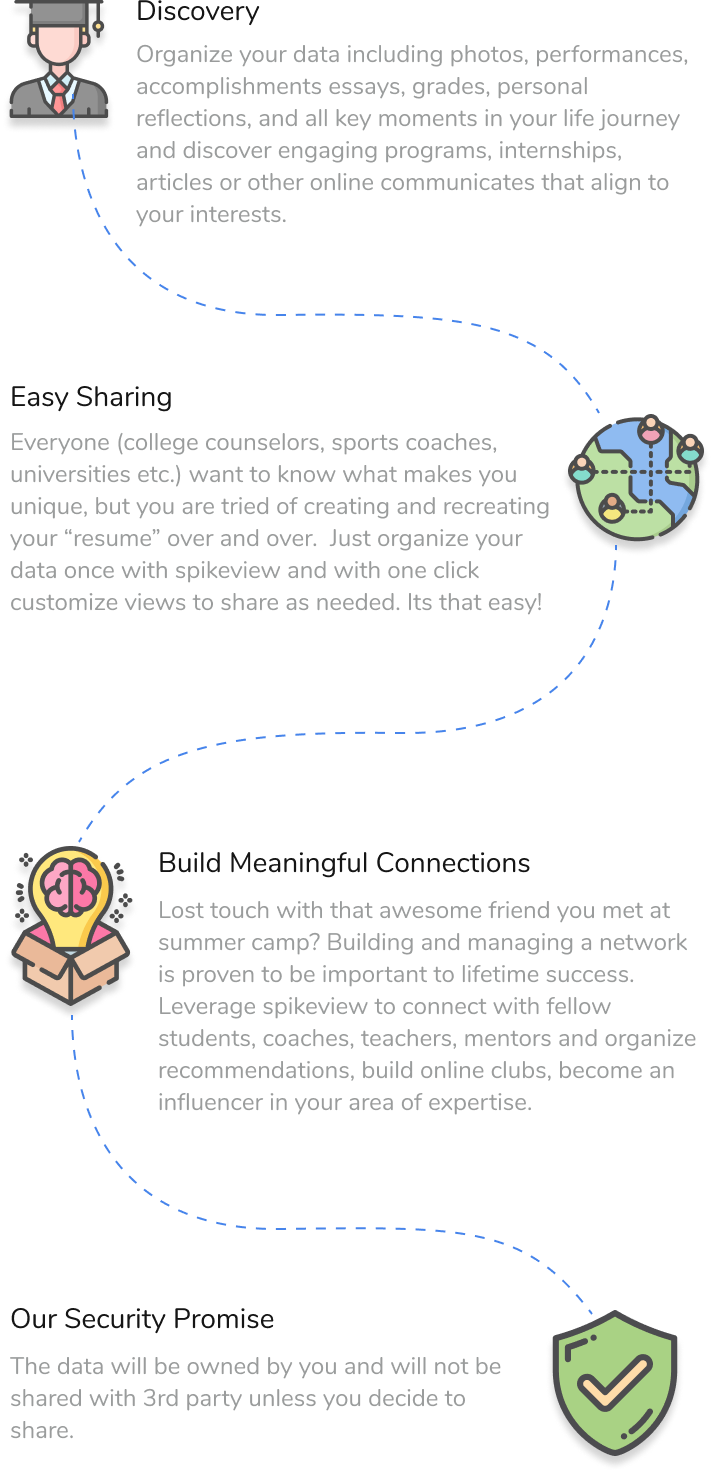 Discovery
Organize your data including photos, performances,
accomplishments essays, grades, personal
reflections, and all key moments in your life journey
and discover engaging programs, internships,
articles or other online communicates that align to
your interests.
Easy Sharing
Everyone (college counselors, sports coaches,
universities etc.) want to know what makes you
unique, but you are tried of creating and recreating
your “resume” over and over.  Just organize your
data once with spikeview and with one click
customize views to share as needed. Its that easy!
Build Meaningful Connections
Lost touch with that awesome friend you met at
summer camp? Building and managing a network
is proven to be important to lifetime success.
Leverage spikeview to connect with fellow
students, coaches, teachers, mentors and organize
recommendations, build online clubs, become an
influencer in your area of expertise.
Our Security Promise
The data will be owned by you and will not be
shared with 3rd party unless you decide to
share.